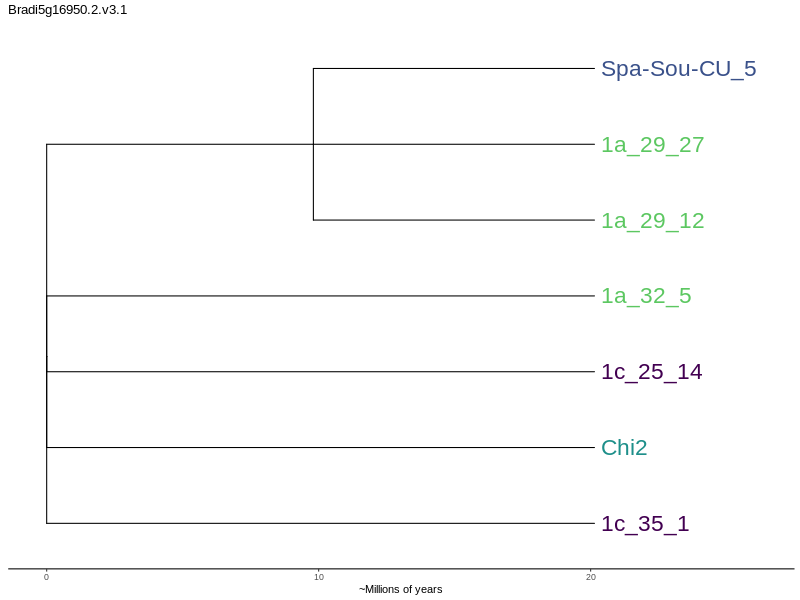 Bradi5g16950.2.v3.1
Spa-Sou-CU_5
1a_29_27
1a_29_12
1a_32_5
1c_25_14
Chi2
1c_35_1
0 10 20
~Millions of years